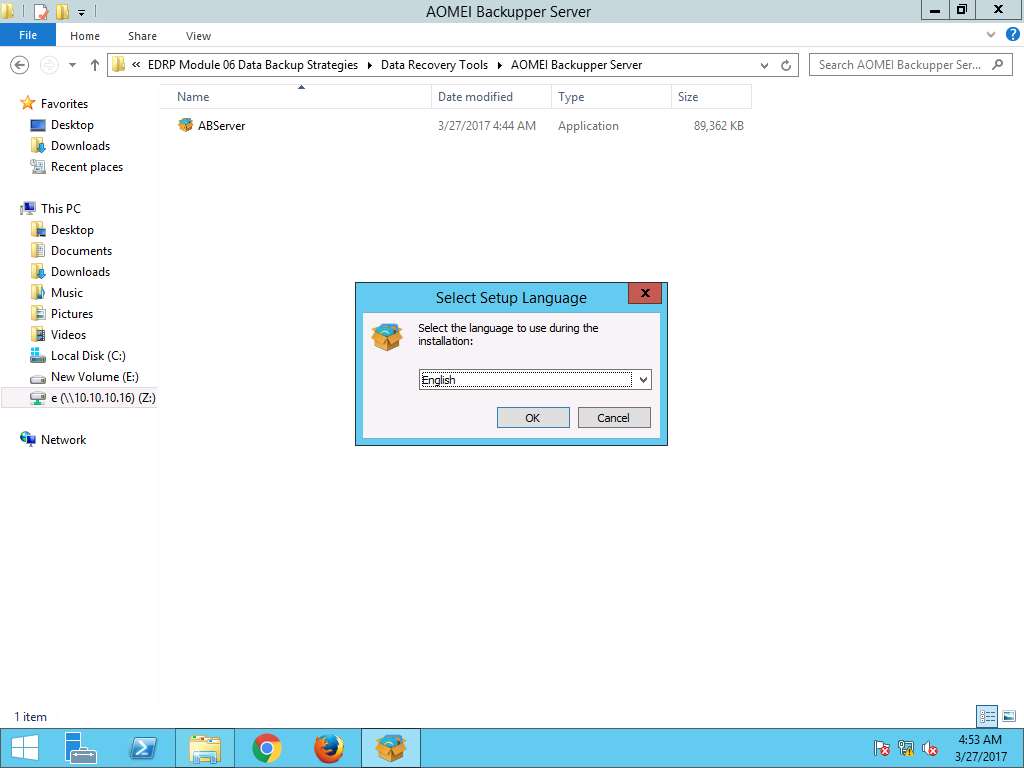 AOMEI Backupper Server
File Home Share View
« EDRP Module 06 Data Backup Strategies Data Recovery Tools AOMEI Backupper Server
Search AOMEI Backupper Ser...
Name Date modified Type Size
ABServer 3/27/2017 4:44 AM Application 89,362 KB
Favorites
Desktop
Downloads
Recent places
This PC
Desktop
Documents
Downloads
Music
Pictures
Videos
Local Disk (C:)
New Volume (E:)
e (\\10.10.10.16) (Z:)
Network
Select Setup Language
Select the language to use during the
installation:
English
OK Cancel
1 item
4:53 AM
3/27/2017